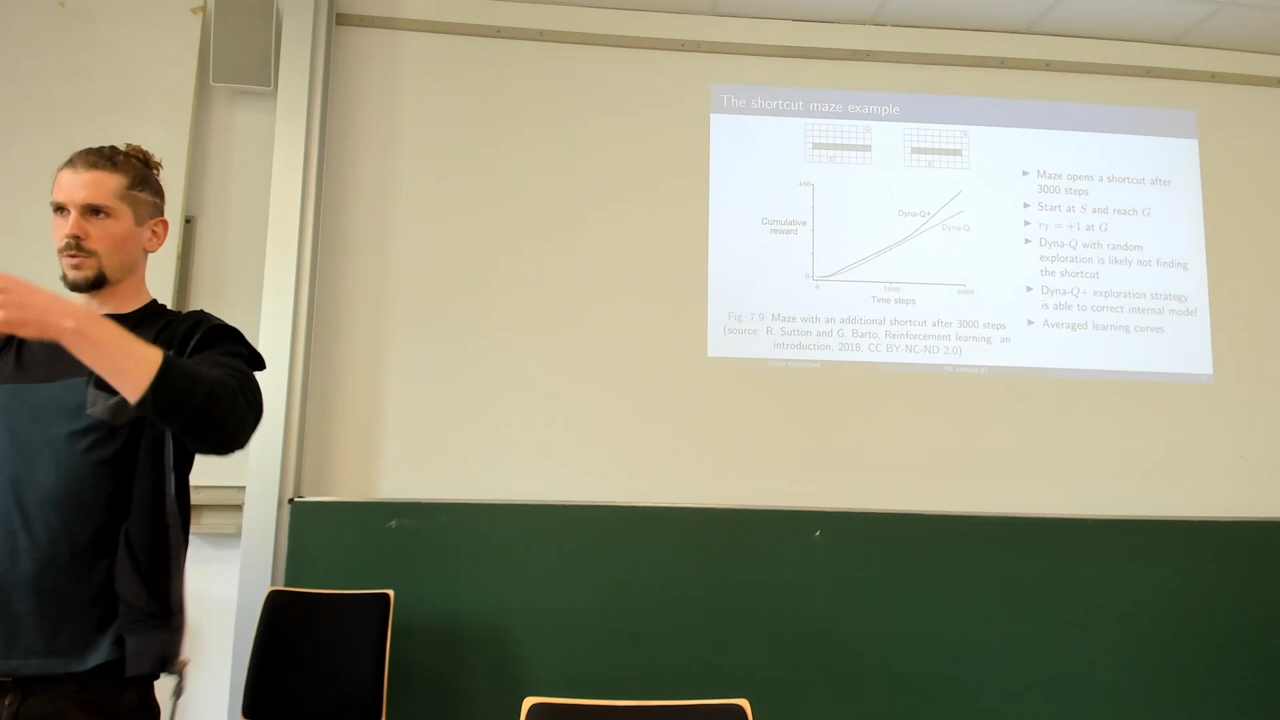 The shortcut maze example
G
G
S
S
400
Cumulative
reward
0
Dyna-Q+
Dyna-Q
0
3000
6000
Time steps
Fig. 7.9: Maze with an additional shortcut after 3000 steps
(source: R. Sutton and G. Barto, Reinforcement learning: an
introduction, 2018, CC BY-NC-ND 2.0)
▶ Maze opens a shortcut after
3000 steps
▶ Start at S and reach G
▶ r_T = +1 at G
▶ Dyna-Q with random
exploration is likely not finding
the shortcut
▶ Dyna-Q+ exploration strategy
is able to correct internal model
▶ Averaged learning curves
RL Lecture 07